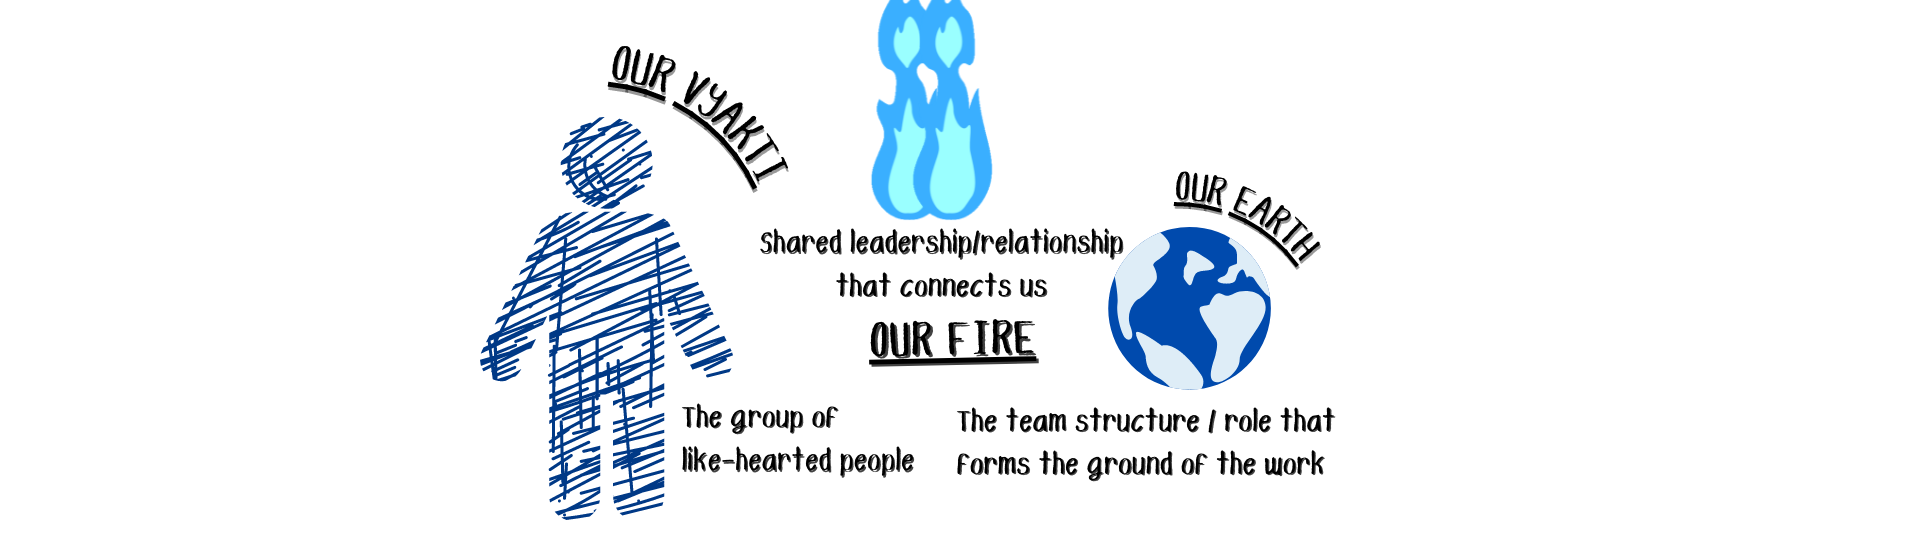 OUR VYAKTI
The group of
like-hearted people
Shared leadership/relationship
that connects us
OUR FIRE
OUR EARTH
The team structure / role that
forms the ground of the work